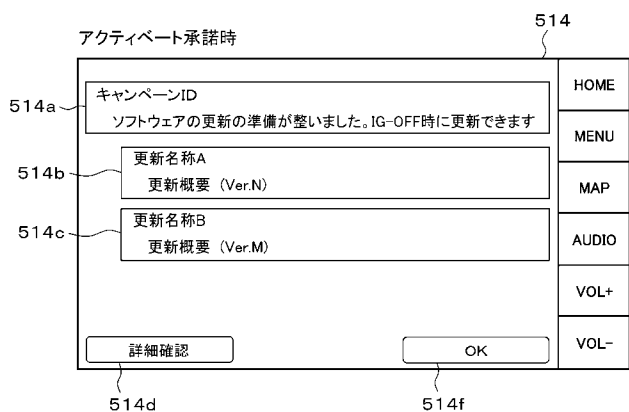 アクティベート承諾時
514
514a
キャンペーンID
ソフトウェアの更新の準備が整いました。IG-OFF時に更新できます
514b
更新名称A
更新概要 (Ver.N)
514c
更新名称B
更新概要 (Ver.M)
詳細確認
OK
HOME
MENU
MAP
AUDIO
VOL+
VOL-
514d
514f